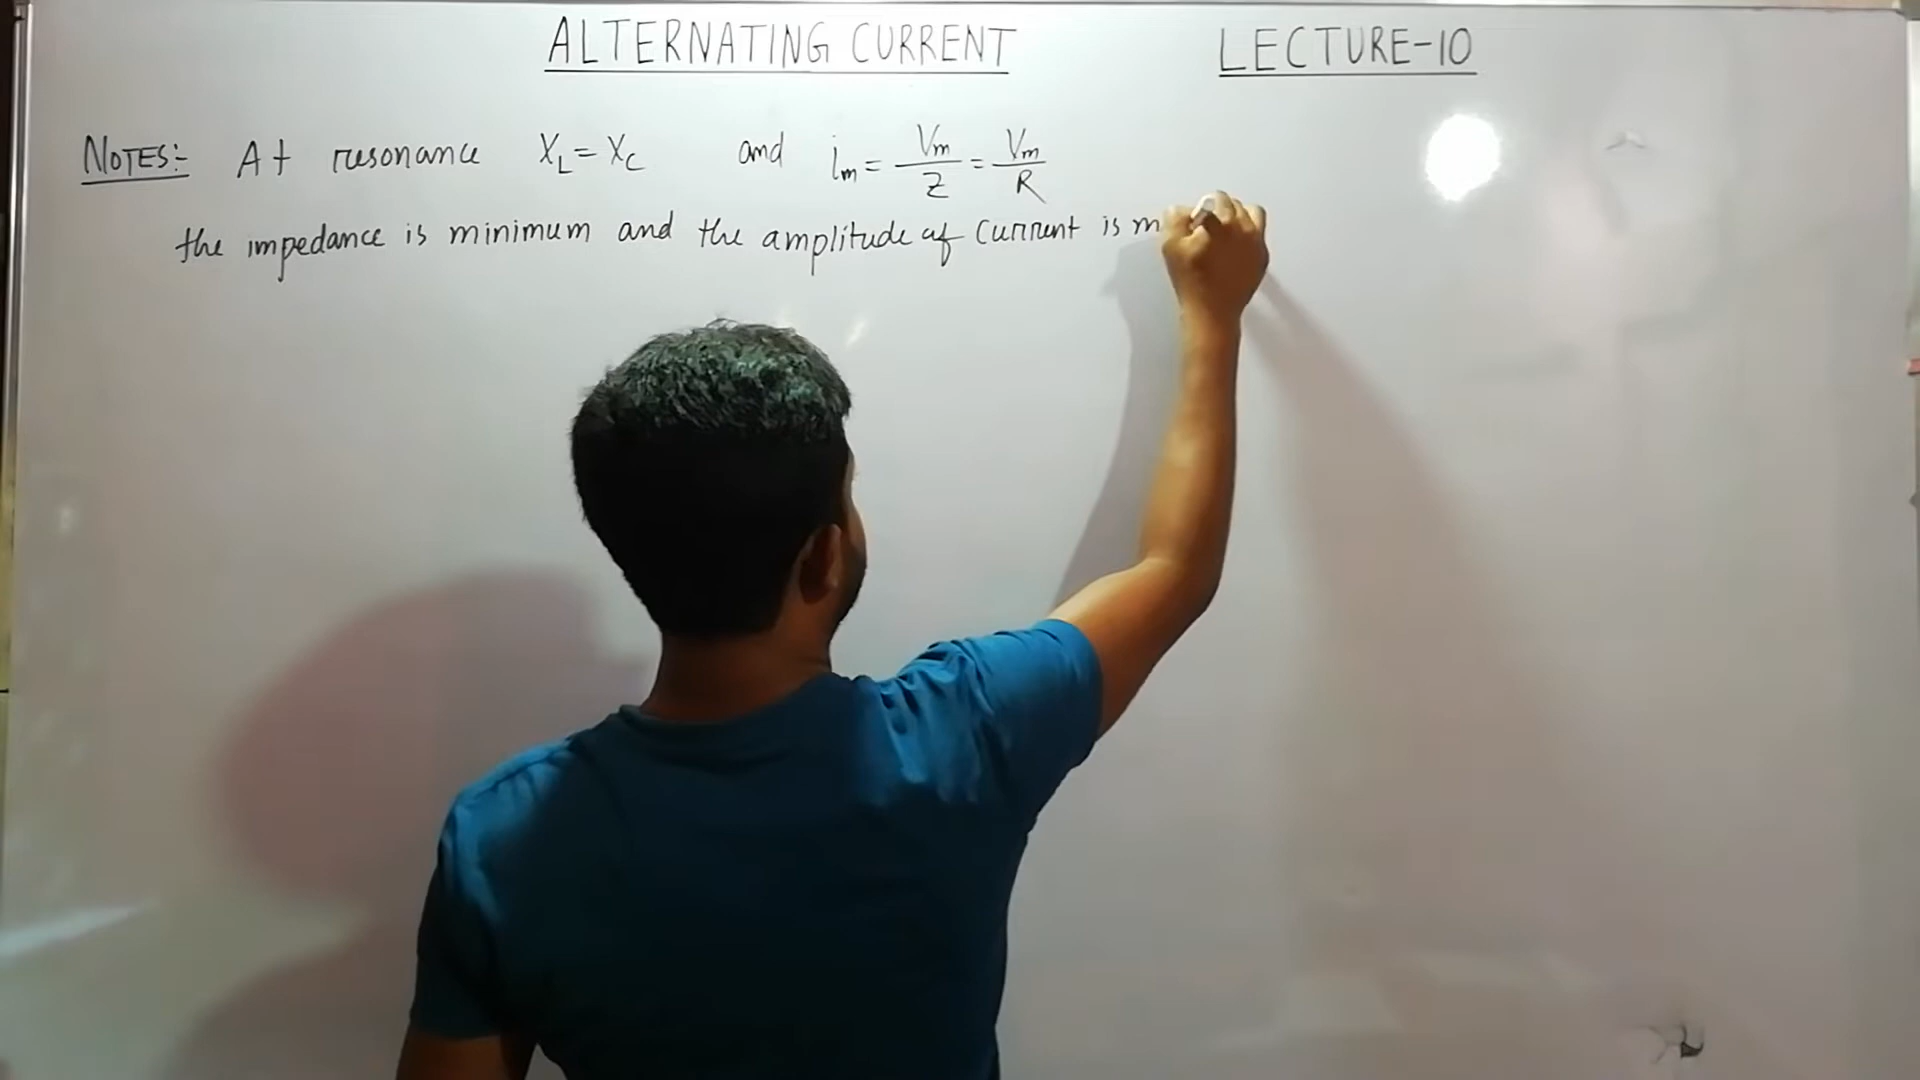 ALTERNATING CURRENT LECTURE-10
NOTES:- At resonance X_L = X_C and i_m = V_m/Z = V_m/R
the impedance is minimum and the amplitude of current is m